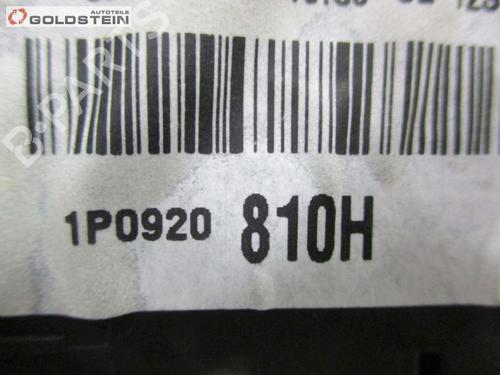 AUTOTEILE
GOLDSTEIN
B-PARTS
1P0920 810H